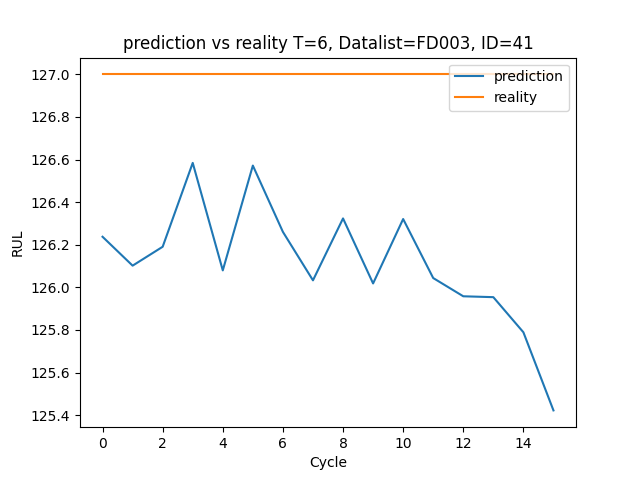 prediction vs reality T=6, Datalist=FD003, ID=41
127.0
126.8
126.6
126.4
126.2
126.0
125.8
125.6
125.4
RUL
prediction
reality
0 2 4 6 8 10 12 14
Cycle